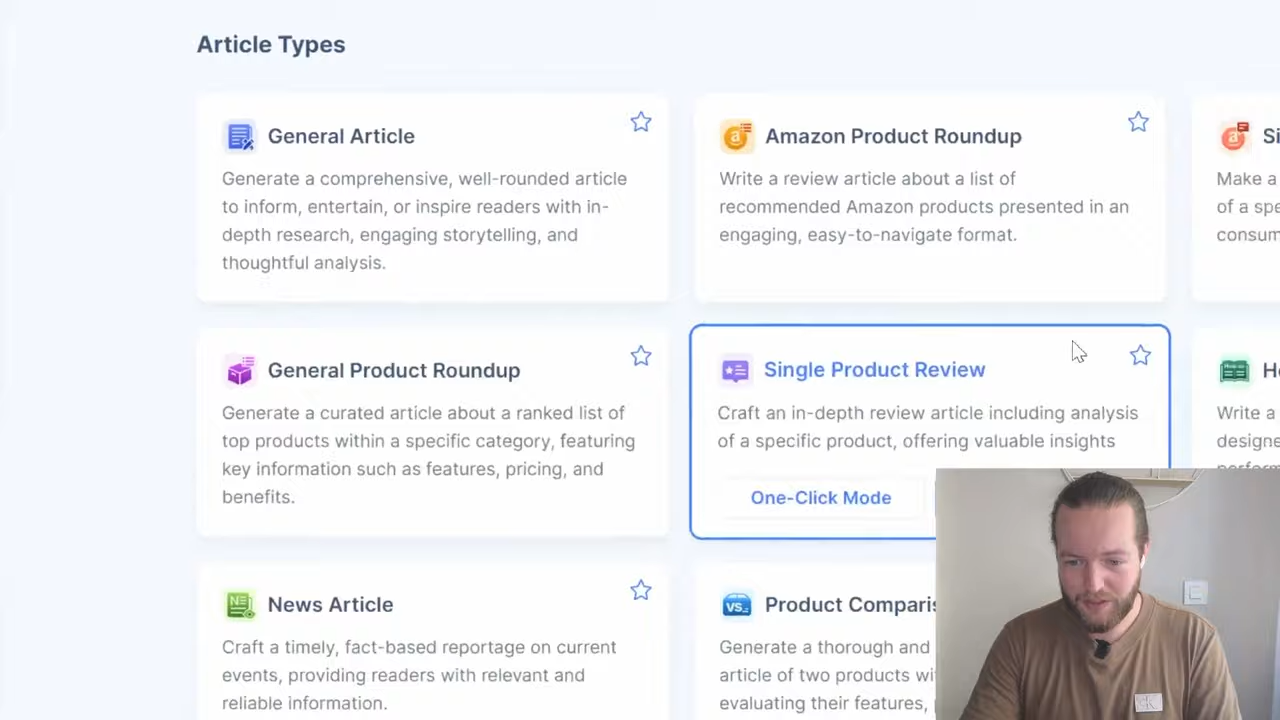 Article Types
General Article
Generate a comprehensive, well-rounded article
to inform, entertain, or inspire readers with in-
depth research, engaging storytelling, and
thoughtful analysis.
Amazon Product Roundup
Write a review article about a list of
recommended Amazon products presented in an
engaging, easy-to-navigate format.
Make a
of a
General Product Roundup
Generate a curated article about a ranked list of
top products within a specific category, featuring
key information such as features, pricing, and
benefits.
Single Product Review
Craft an in-depth review article including analysis
of a specific product, offering valuable insights
One-Click Mode
Write a
News Article
Craft a timely, fact-based reportage on current
events, providing readers with relevant and
reliable information.
VS...
Product
Generate a thorough and
article of two products
evaluating their features,